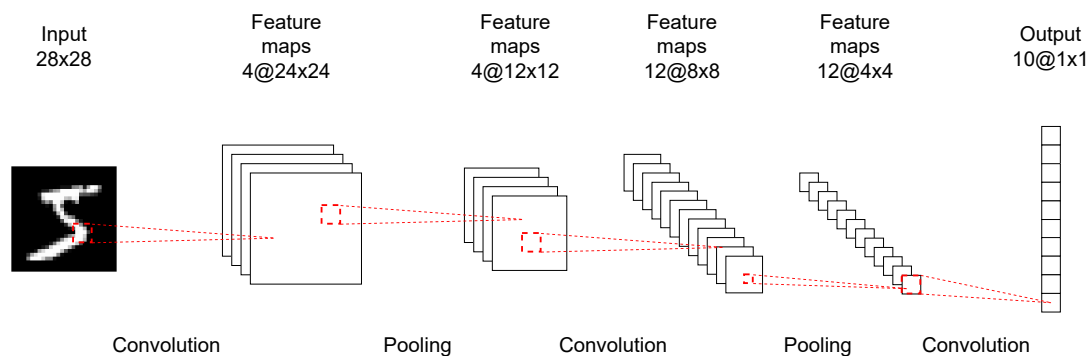 Input
28x28
Feature
maps
4@24x24
Feature
maps
4@12x12
Feature
maps
12@8x8
Feature
maps
12@4x4
Output
10@1x1
Convolution
Pooling
Convolution
Pooling
Convolution